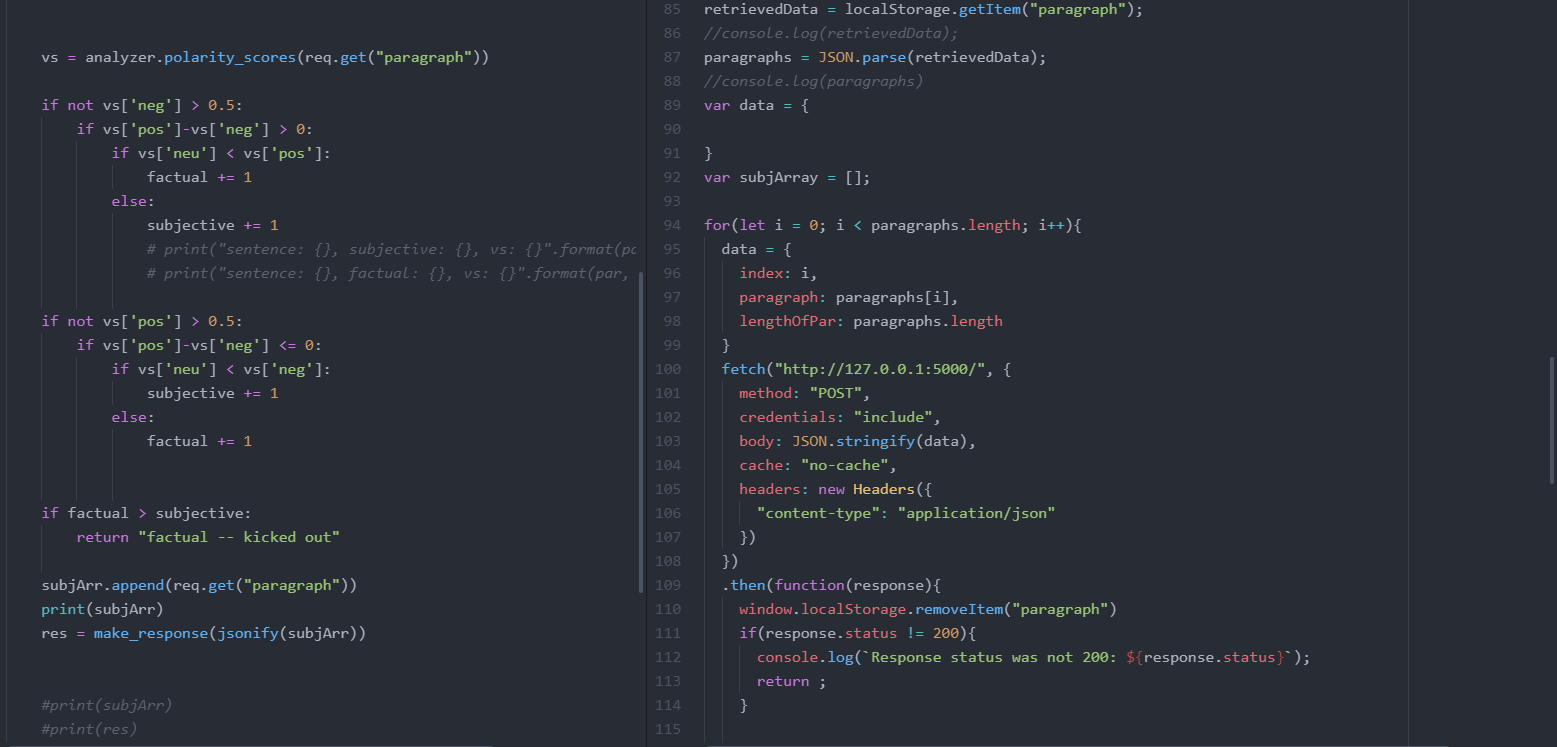 vs = analyzer.polarity_scores(req.get("paragraph"))
if not vs['neg'] > 0.5:
if vs['pos']-vs['neg'] > 0:
if vs['neu'] < vs['pos']:
factual += 1
else:
subjective += 1
# print("sentence: {}, subjective: {}, vs: {}".format(pa
# print("sentence: {}, factual: {}, vs: {}".format(par,
if not vs['pos'] > 0.5:
if vs['pos']-vs['neg'] <= 0:
if vs['neu'] < vs['neg']:
subjective += 1
else:
factual += 1
if factual > subjective:
return "factual -- kicked out"
subjArr.append(req.get("paragraph"))
print(subjArr)
res = make_response(jsonify(subjArr))
#print(subjArr)
#print(res)
85 retrievedData = localStorage.getItem("paragraph");
86 //console.log(retrievedData);
87 paragraphs = JSON.parse(retrievedData);
88 //console.log(paragraphs)
89 var data = {
90
91 }
92 var subjArray = [];
93
94 for(let i = 0; i < paragraphs.length; i++){
95 data = {
96 index: i,
97 paragraph: paragraphs[i],
98 lengthOfPar: paragraphs.length
99 }
100 fetch("http://127.0.0.1:5000/", {
101 method: "POST",
102 credentials: "include",
103 body: JSON.stringify(data),
104 cache: "no-cache",
105 headers: new Headers({
106 "content-type": "application/json"
107 })
108 })
109 .then(function(response){
110 window.localStorage.removeItem("paragraph")
111 if(response.status != 200){
112 console.log(`Response status was not 200: ${response.status}`);
113 return ;
114 }
115